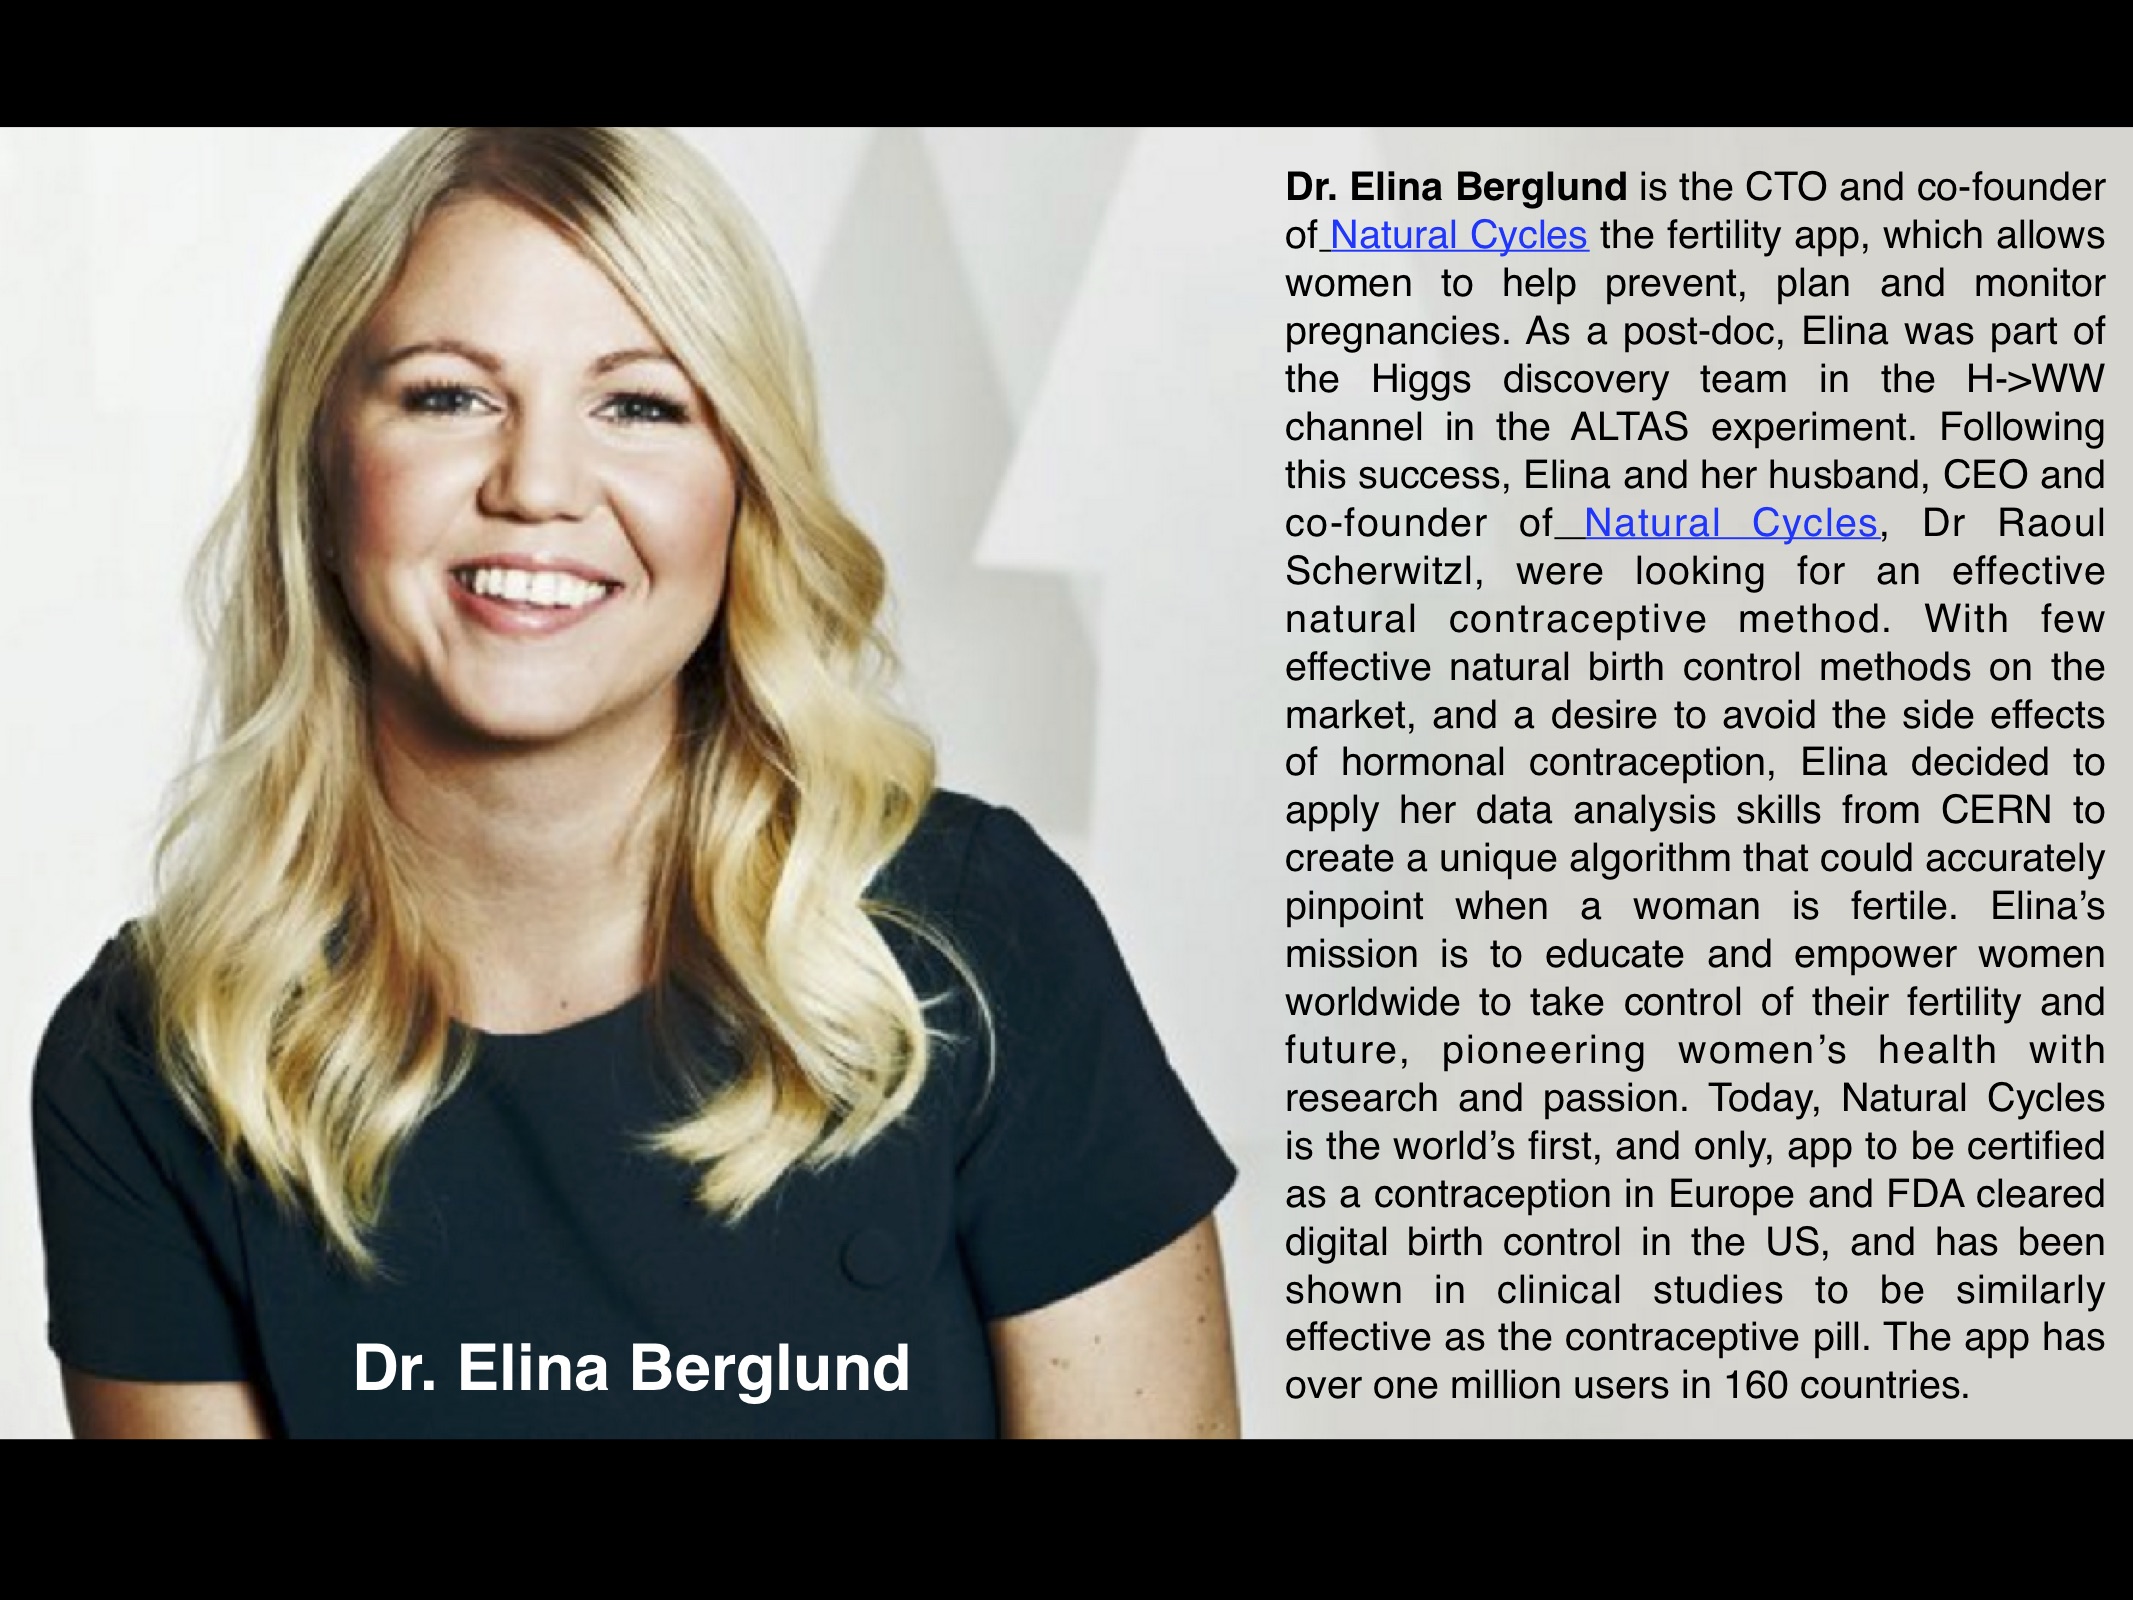 Dr. Elina Berglund is the CTO and co-founder
of Natural Cycles the fertility app, which allows
women to help prevent, plan and monitor
pregnancies. As a post-doc, Elina was part of
the Higgs discovery team in the H->WW
channel in the ALTAS experiment. Following
this success, Elina and her husband, CEO and
co-founder of Natural Cycles, Dr Raoul
Scherwitzl, were looking for an effective
natural contraceptive method. With few
effective natural birth control methods on the
market, and a desire to avoid the side effects
of hormonal contraception, Elina decided to
apply her data analysis skills from CERN to
create a unique algorithm that could accurately
pinpoint when a woman is fertile. Elina’s
mission is to educate and empower women
worldwide to take control of their fertility and
future, pioneering women’s health with
research and passion. Today, Natural Cycles
is the world’s first, and only, app to be certified
as a contraception in Europe and FDA cleared
digital birth control in the US, and has been
shown in clinical studies to be similarly
effective as the contraceptive pill. The app has
over one million users in 160 countries.
Dr. Elina Berglund